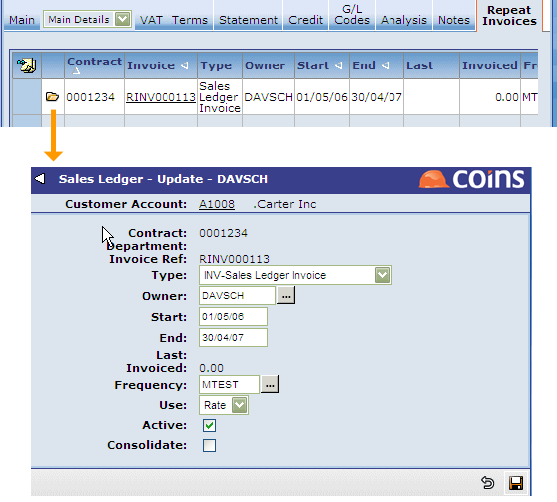 Main Main Details VAT Terms Statement Credit G/L Codes Analysis Notes Repeat Invoices
Contract Invoice Type Owner Start End Last Invoiced Fr
0001234 RINV000113 Sales Ledger Invoice DAVSCH 01/05/06 30/04/07 0.00 MT
Sales Ledger - Update - DAVSCH coins
Customer Account: A1008 .Carter Inc
Contract: 0001234
Department:
Invoice Ref: RINV000113
Type: INV-Sales Ledger Invoice
Owner: DAVSCH ...
Start: 01/05/06
End: 30/04/07
Last
Invoiced: 0.00
Frequency: MTEST ...
Use: Rate
Active:
Consolidate: